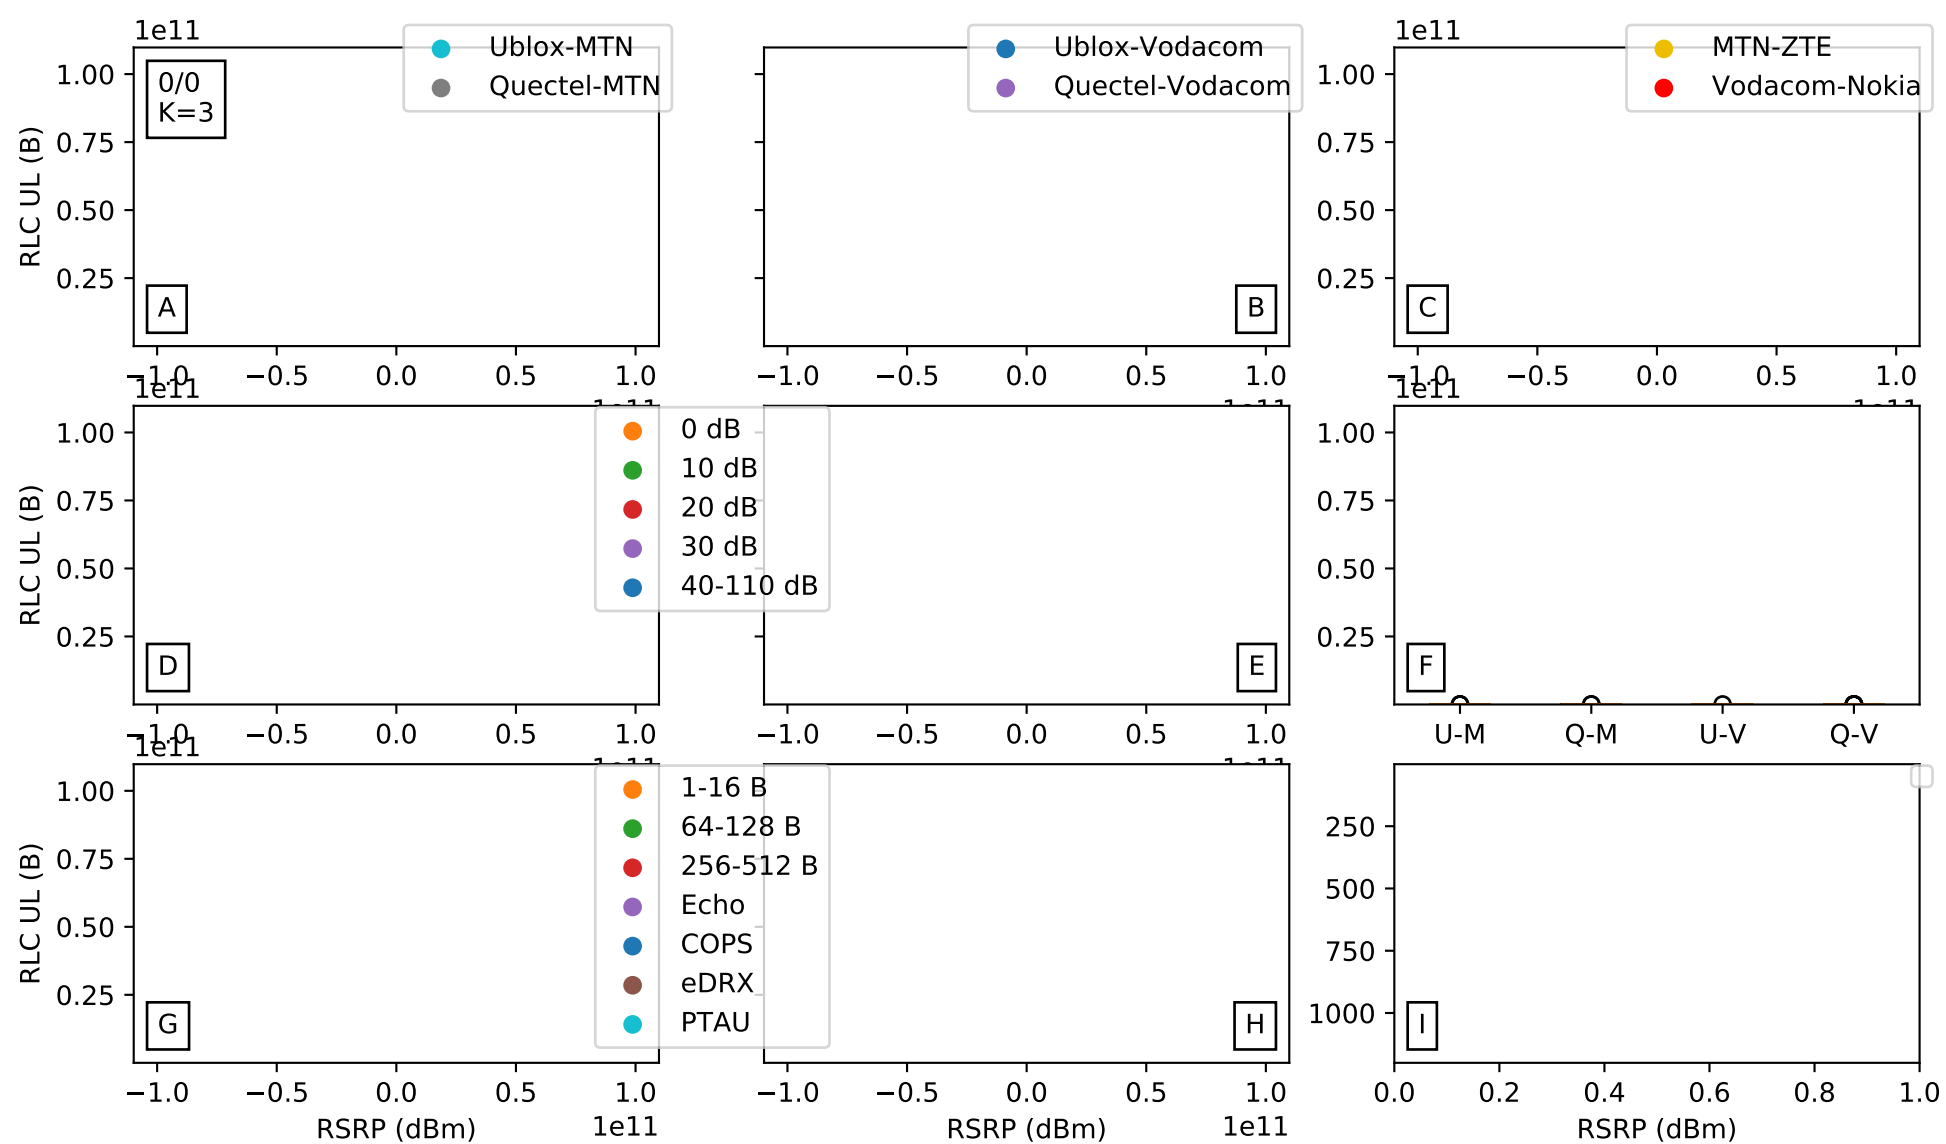 1e11
Ublox-MTN
Quectel-MTN
Ublox-Vodacom
Quectel-Vodacom
1e11
MTN-ZTE
Vodacom-Nokia
RLC UL (B)
1.00
0.75
0.50
0.25
0/0
K=3
A
−1.0 −0.5 0.0 0.5 1.0
B
−1.0 −0.5 0.0 0.5 1.0
1e11
1.00
0.75
0.50
0.25
C
−1.0 −0.5 0.0 0.5 1.0
1e11
1e11
RLC UL (B)
1.00
0.75
0.50
0.25
D
−1.0 −0.5 0.0 0.5 1.0
1e11
0 dB
10 dB
20 dB
30 dB
40-110 dB
E
−1.0 −0.5 0.0 0.5 1.0
1e11
1e11
1.00
0.75
0.50
0.25
F
U-M Q-M U-V Q-V
1e11
RLC UL (B)
1.00
0.75
0.50
0.25
G
−1.0 −0.5 0.0 0.5 1.0
RSRP (dBm)
1e11
1-16 B
64-128 B
256-512 B
Echo
COPS
eDRX
PTAU
H
−1.0 −0.5 0.0 0.5 1.0
RSRP (dBm)
1e11
250
500
750
1000
I
0.0 0.2 0.4 0.6 0.8 1.0
RSRP (dBm)